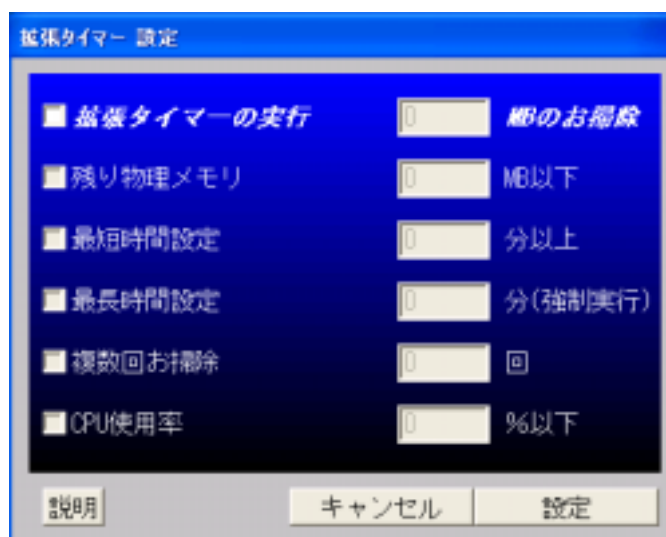 拡張タイマー 設定
拡張タイマーの実行 0 MBのお掃除
残り物理メモリ 0 MB以下
最短時間設定 0 分以上
最長時間設定 0 分(強制実行)
複数回お掃除 0 回
CPU使用率 0 %以下
説明 キャンセル 設定